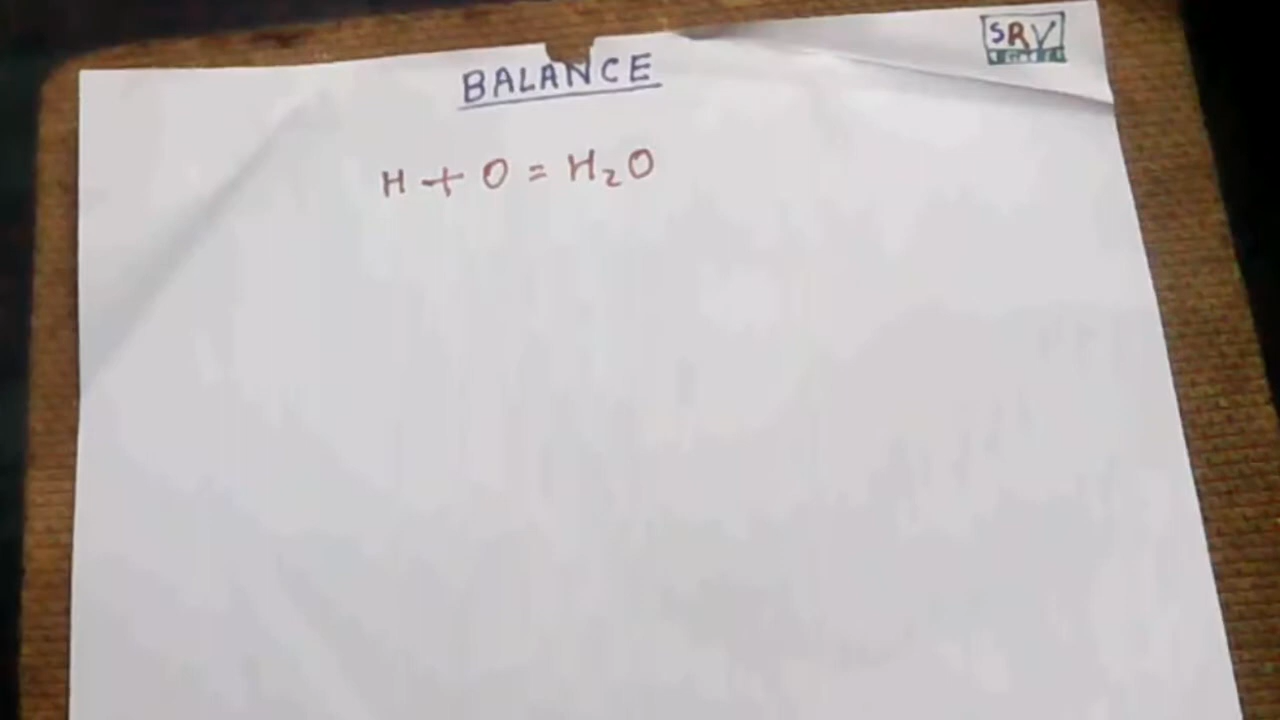 SRV
BALANCE
H + O = H₂O